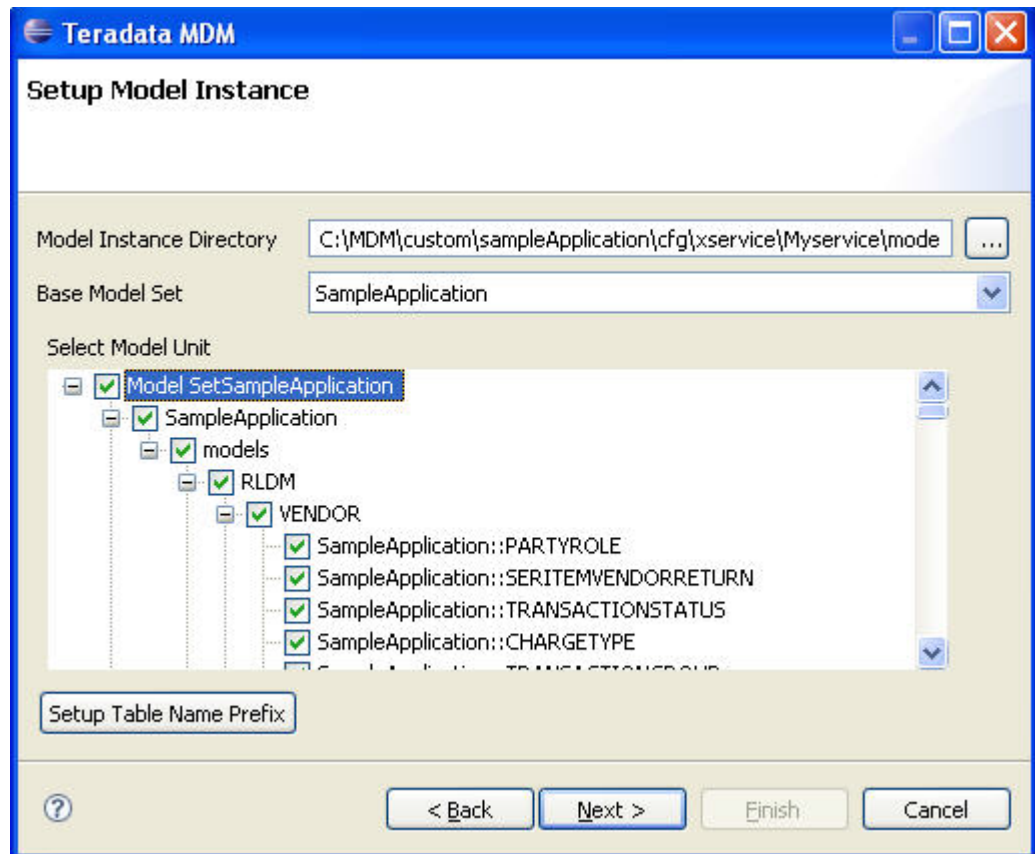 Teradata MDM
Setup Model Instance
Model Instance Directory C:\MDM\custom\sampleApplication\cfg\xservice\Myservice\mode ...
Base Model Set SampleApplication
Select Model Unit
Model SetSampleApplication
SampleApplication
models
RLDM
VENDOR
SampleApplication::PARTYROLE
SampleApplication::SERITEMVENDORRETURN
SampleApplication::TRANSACTIONSTATUS
SampleApplication::CHARGETYPE
Setup Table Name Prefix
? < Back Next > Finish Cancel